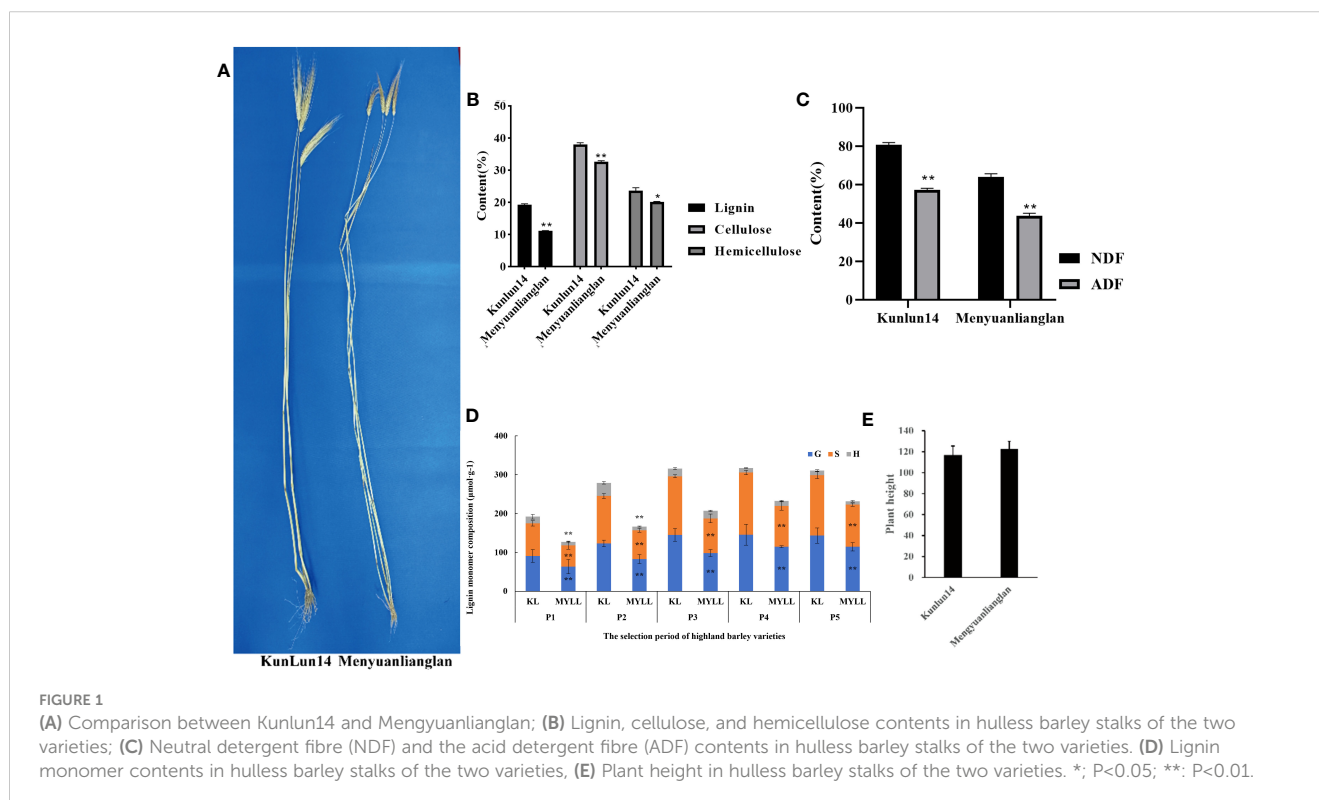 A
KunLun14 Menyuanlianglan
B
Content(%)
50
40
30
20
10
0
**
**
*
Kunlun14
Menyuanlianglan
Kunlun14
Menyuanlianglan
Kunlun14
Menyuanlianglan
Lignin
Cellulose
Hemicellulose
C
Content(%)
100
80
60
40
20
0
**
**
Kunlun14 Menyuanlianglan
NDF
ADF
D
Lignin monomer composition (μmol·g-1)
400
300
200
100
0
G S H
**
**
**
**
**
**
**
**
**
**
**
**
KL MYLL KL MYLL KL MYLL KL MYLL KL MYLL
P1 P2 P3 P4 P5
The selection period of highland barley varieties
E
Plant height
140
120
100
80
60
40
20
0
Kunlun14
Mengyuanlianglan
FIGURE 1
(A) Comparison between Kunlun14 and Mengyuanlianglan; (B) Lignin, cellulose, and hemicellulose contents in hulless barley stalks of the two
varieties; (C) Neutral detergent fibre (NDF) and the acid detergent fibre (ADF) contents in hulless barley stalks of the two varieties. (D) Lignin
monomer contents in hulless barley stalks of the two varieties, (E) Plant height in hulless barley stalks of the two varieties. *; P<0.05; **: P<0.01.